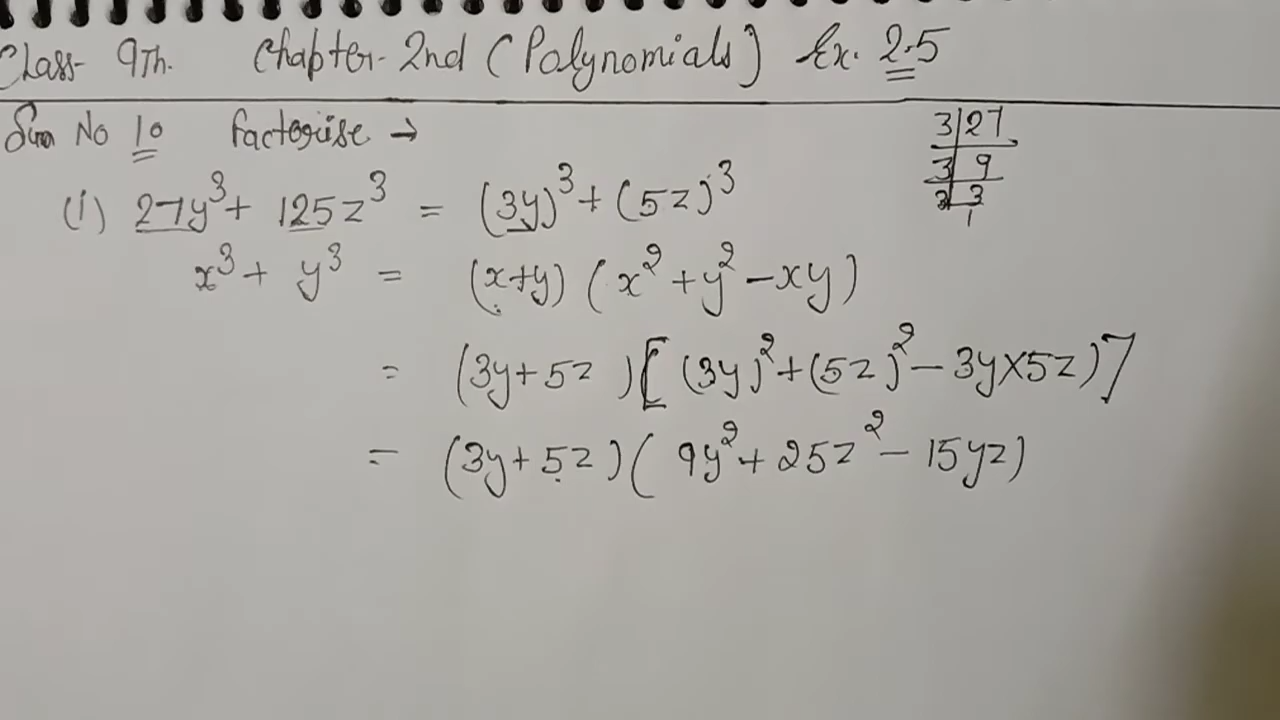 Class- 9Th. Chapter-2nd (Polynomials) Ex. 2.5
Sum No 10 factorise →
3|27
3|9
3|3
1
(i) 27y³ + 125z³ = (3y)³ + (5z)³
x³ + y³ = (x+y) (x² + y² - xy)
= (3y+5z)[(3y)² + (5z)² - 3y×5z)]
= (3y+5z)(9y² + 25z² - 15yz)